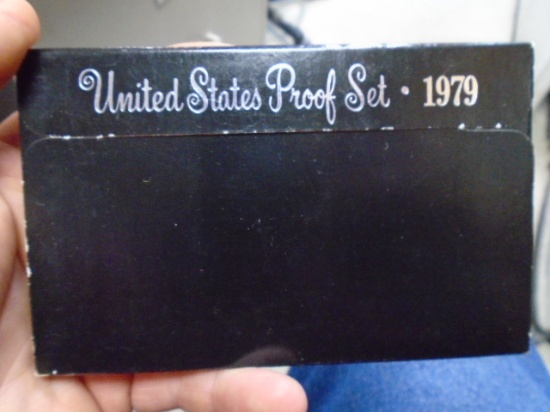 United States Proof Set • 1979